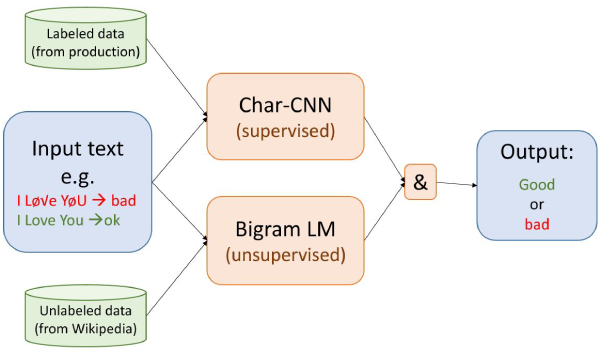 Labeled data
(from production)
Input text
e.g.
I Lø√e YøU → bad
I Love You →ok
Unlabeled data
(from Wikipedia)
Char-CNN
(supervised)
Bigram LM
(unsupervised)
&
Output:
Good
or
bad